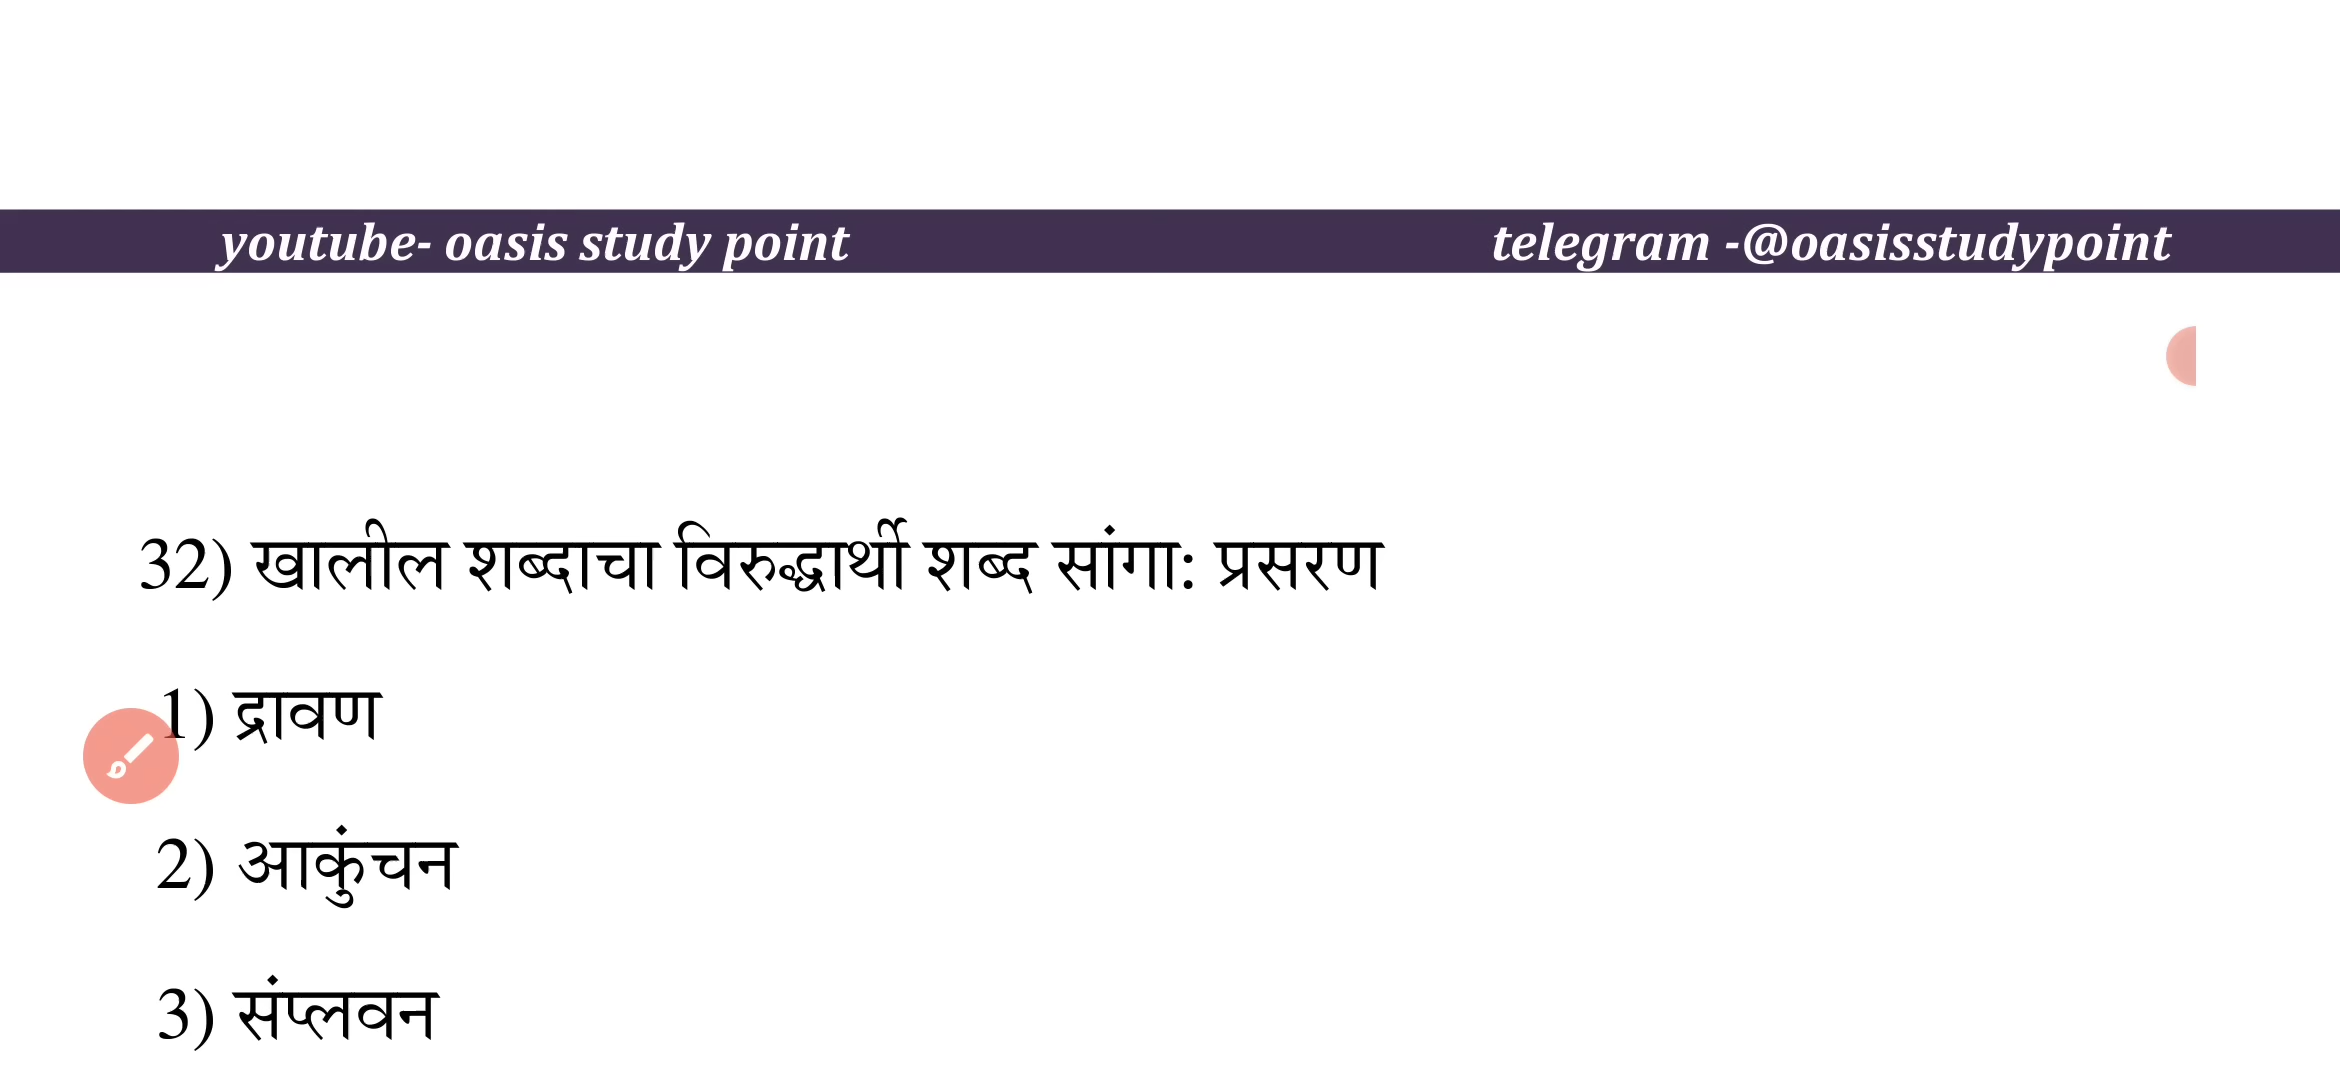 youtube- oasis study point telegram -@oasisstudypoint
32) खालील शब्दाचा विरुद्धार्थी शब्द सांगा: प्रसरण
1) द्रावण
2) आकुंचन
3) संप्लवन